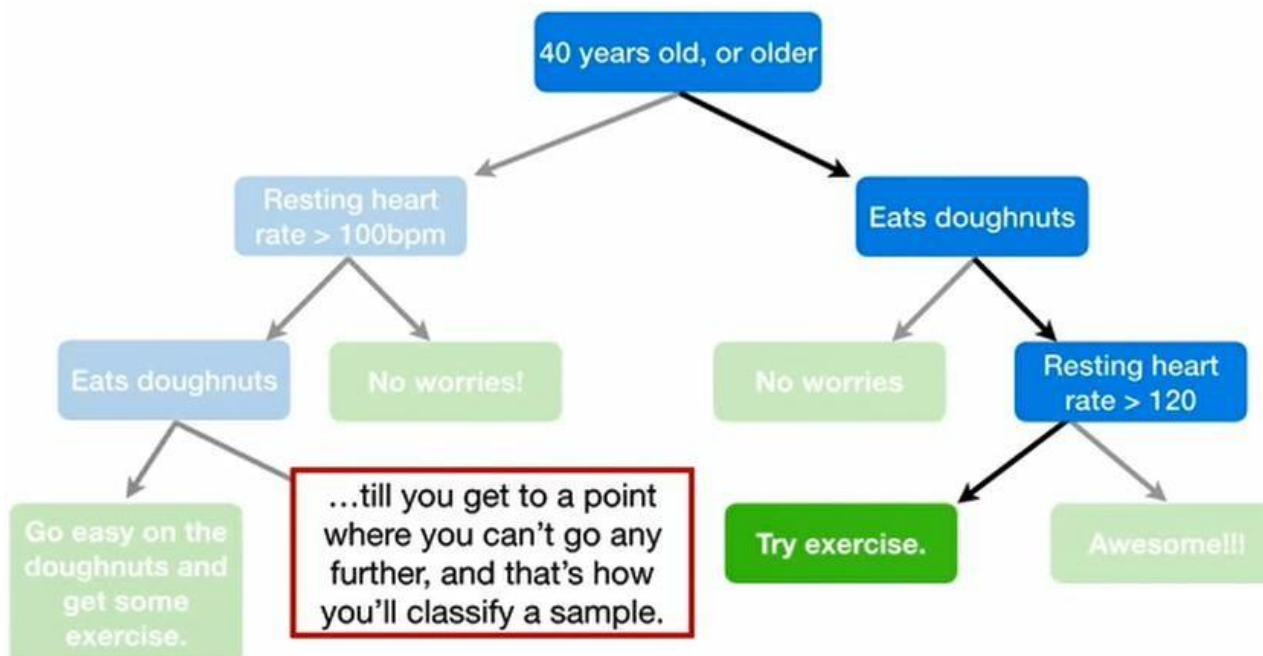 40 years old, or older
Resting heart
rate > 100bpm
Eats doughnuts
Eats doughnuts
No worries!
No worries
Resting heart
rate > 120
Go easy on the
doughnuts and
get some
exercise.
...till you get to a point
where you can't go any
further, and that's how
you'll classify a sample.
Try exercise.
Awesome!!!